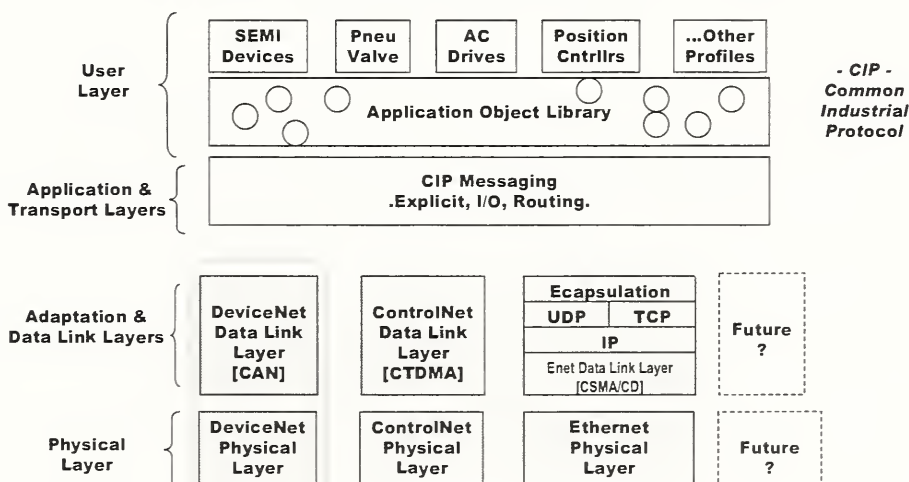 SEMI
Devices
Pneu
Valve
AC
Drives
Position
Cntrllrs
...Other
Profiles
User
Layer
Application Object Library
- CIP -
Common
Industrial
Protocol
Application &
Transport Layers
CIP Messaging
.Explicit, I/O, Routing.
Adaptation &
Data Link Layers
DeviceNet
Data Link
Layer
[CAN]
ControlNet
Data Link
Layer
[CTDMA]
Ecapsulation
UDP
TCP
IP
Enet Data Link Layer
[CSMA/CD]
Future
?
Physical
Layer
DeviceNet
Physical
Layer
ControlNet
Physical
Layer
Ethernet
Physical
Layer
Future
?